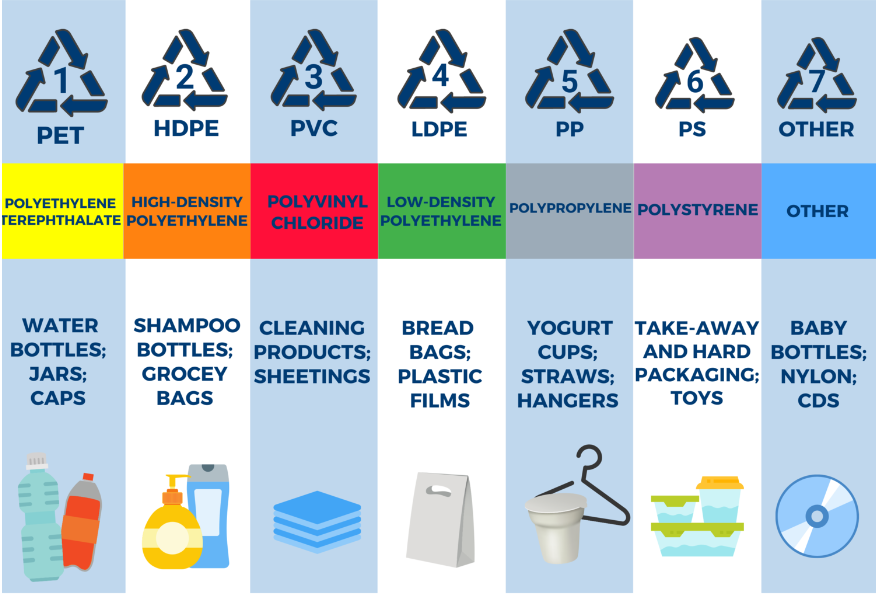 1
PET
POLYETHYLENE
TEREPHTHALATE
WATER
BOTTLES;
JARS;
CAPS
2
HDPE
HIGH-DENSITY
POLYETHYLENE
SHAMPOO
BOTTLES;
GROCEY
BAGS
3
PVC
POLYVINYL
CHLORIDE
CLEANING
PRODUCTS;
SHEETINGS
4
LDPE
LOW-DENSITY
POLYETHYLENE
BREAD
BAGS;
PLASTIC
FILMS
5
PP
POLYPROPYLENE
YOGURT
CUPS;
STRAWS;
HANGERS
6
PS
POLYSTYRENE
TAKE-AWAY
AND HARD
PACKAGING;
TOYS
7
OTHER
OTHER
BABY
BOTTLES;
NYLON;
CDS